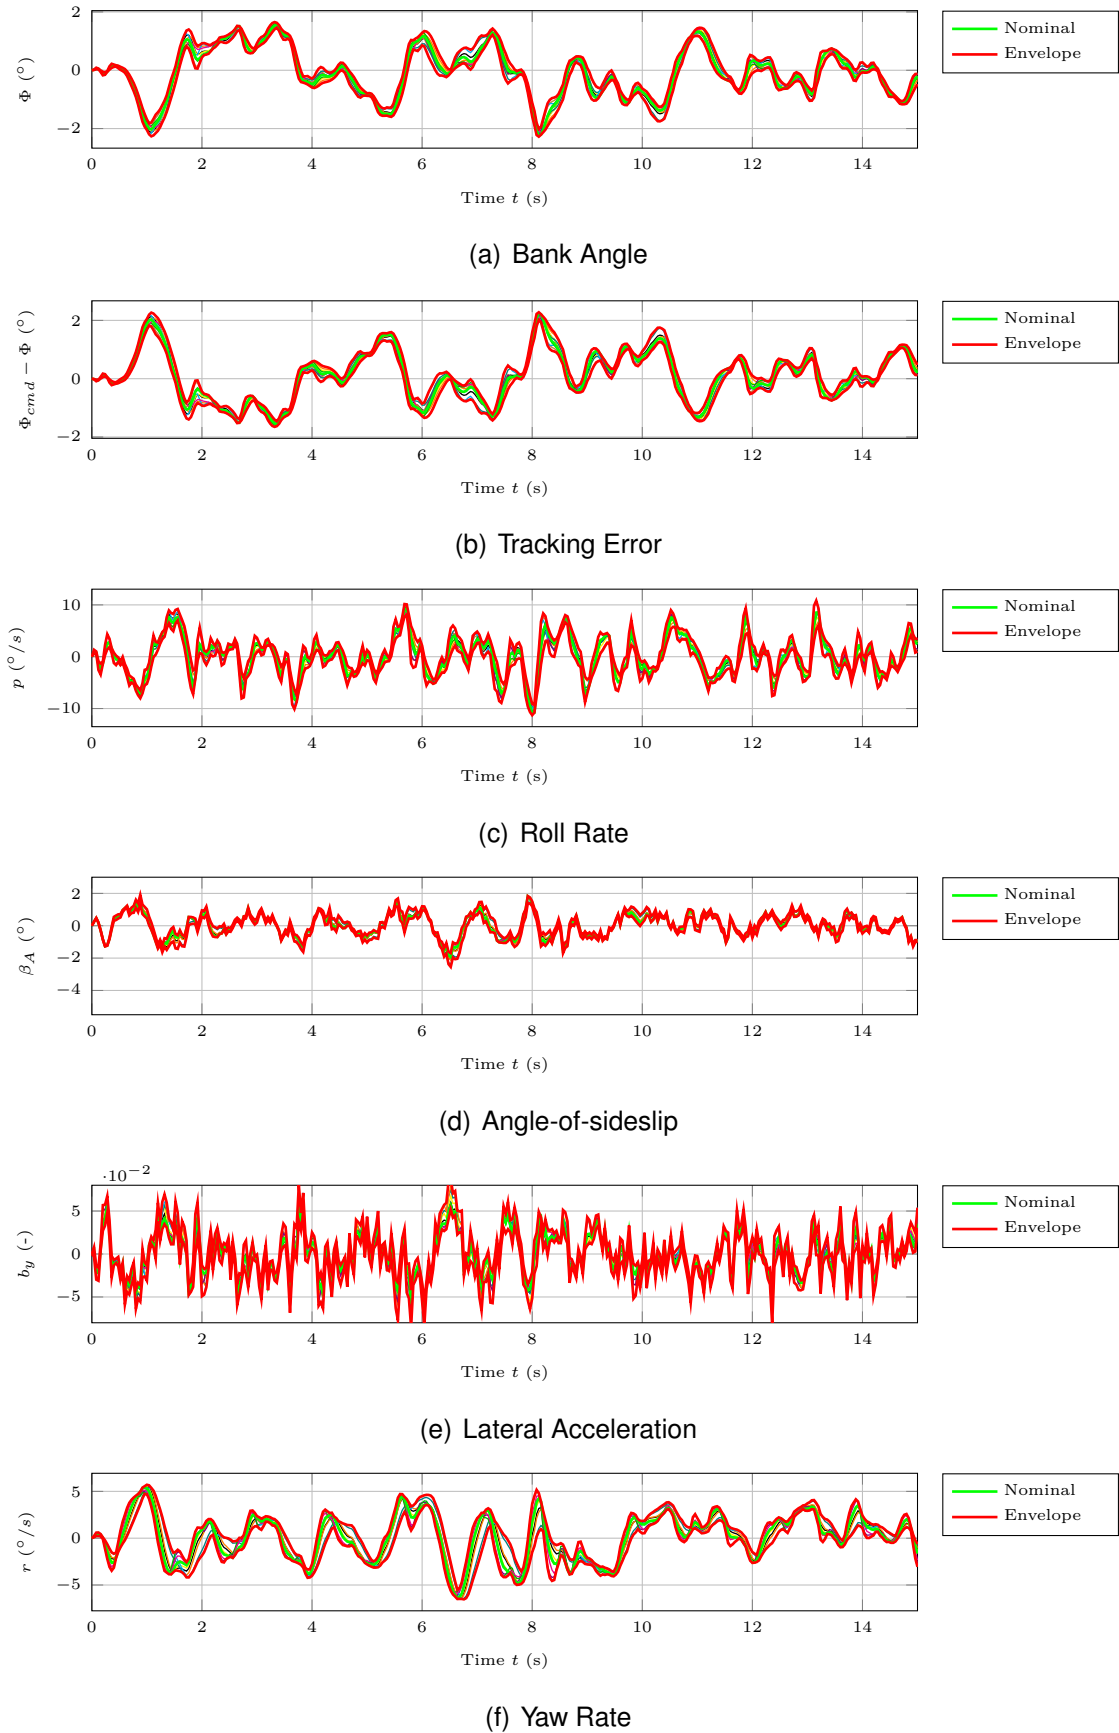 2
0
−2
Φ (°)
0 2 4 6 8 10 12 14
Time t (s)
Nominal
Envelope
(a) Bank Angle
2
0
−2
Φcmd − Φ (°)
0 2 4 6 8 10 12 14
Time t (s)
Nominal
Envelope
(b) Tracking Error
10
0
−10
p (°/s)
0 2 4 6 8 10 12 14
Time t (s)
Nominal
Envelope
(c) Roll Rate
2
0
−2
−4
βA (°)
0 2 4 6 8 10 12 14
Time t (s)
Nominal
Envelope
(d) Angle-of-sideslip
·10−2
5
0
−5
by (-)
0 2 4 6 8 10 12 14
Time t (s)
Nominal
Envelope
(e) Lateral Acceleration
5
0
−5
r (°/s)
0 2 4 6 8 10 12 14
Time t (s)
Nominal
Envelope
(f) Yaw Rate